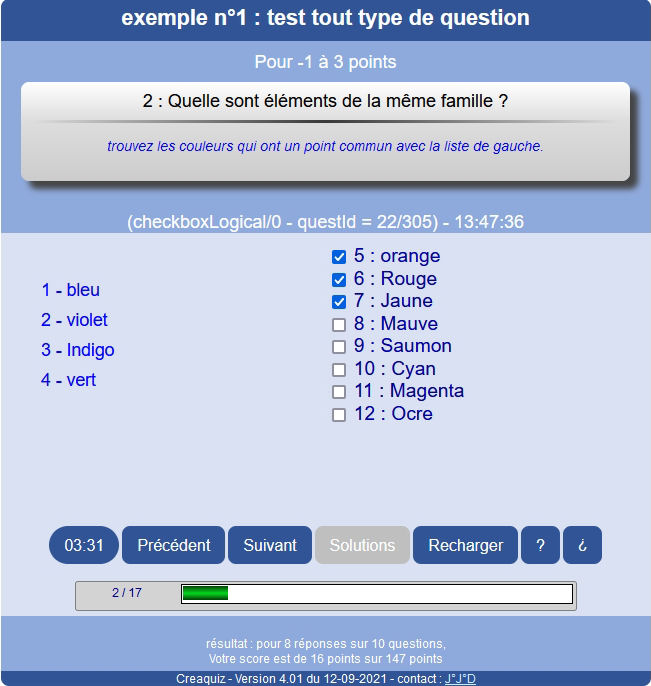 exemple n°1 : test tout type de question
Pour -1 à 3 points
2 : Quelle sont éléments de la même famille ?
trouvez les couleurs qui ont un point commun avec la liste de gauche.
(checkboxLogical/0 - questId = 22/305) - 13:47:36
1 - bleu
2 - violet
3 - Indigo
4 - vert
5 : orange
6 : Rouge
7 : Jaune
8 : Mauve
9 : Saumon
10 : Cyan
11 : Magenta
12 : Ocre
03:31 Précédent Suivant Solutions Recharger ? ¿
2 / 17
résultat : pour 8 réponses sur 10 questions,
Votre score est de 16 points sur 147 points
Creaquiz - Version 4.01 du 12-09-2021 - contact : J°J°D